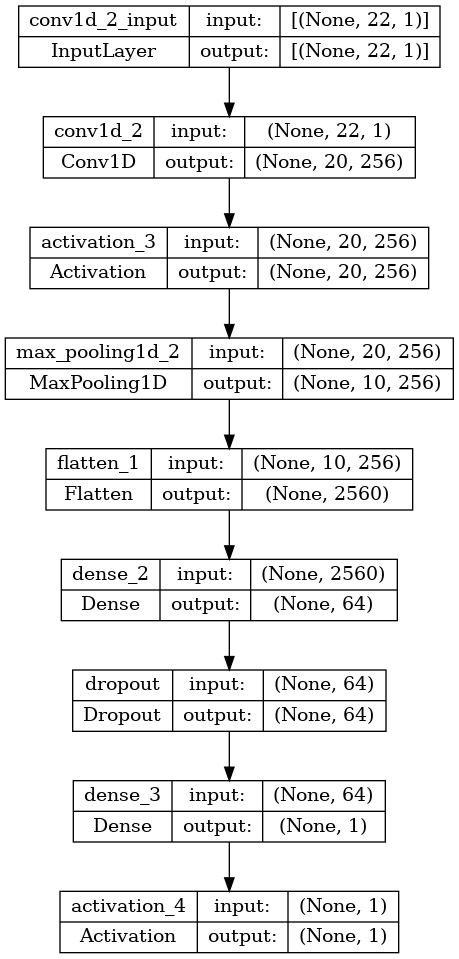 conv1d_2_input input: [(None, 22, 1)]
InputLayer output: [(None, 22, 1)]
conv1d_2 input: (None, 22, 1)
Conv1D output: (None, 20, 256)
activation_3 input: (None, 20, 256)
Activation output: (None, 20, 256)
max_pooling1d_2 input: (None, 20, 256)
MaxPooling1D output: (None, 10, 256)
flatten_1 input: (None, 10, 256)
Flatten output: (None, 2560)
dense_2 input: (None, 2560)
Dense output: (None, 64)
dropout input: (None, 64)
Dropout output: (None, 64)
dense_3 input: (None, 64)
Dense output: (None, 1)
activation_4 input: (None, 1)
Activation output: (None, 1)